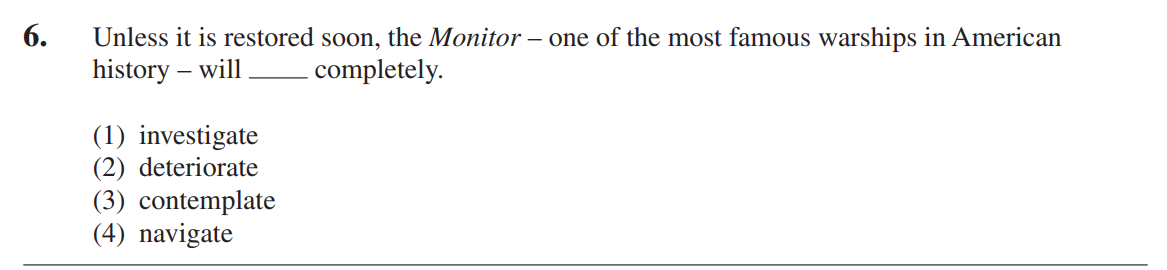 6. Unless it is restored soon, the Monitor – one of the most famous warships in American
history – will ____ completely.
(1) investigate
(2) deteriorate
(3) contemplate
(4) navigate